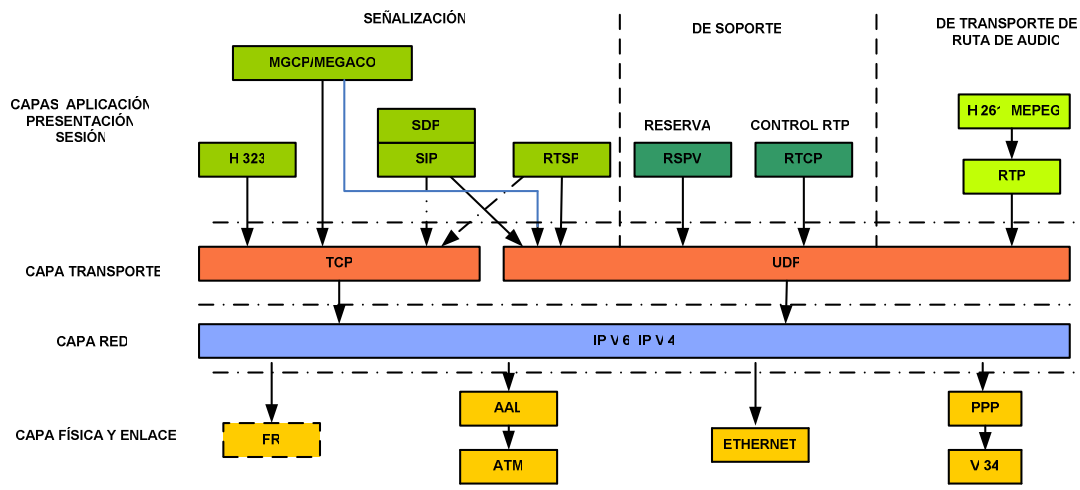 SEÑALIZACIÓN
DE SOPORTE
DE TRANSPORTE DE
RUTA DE AUDIO
MGCP/MEGACO
CAPAS APLICACIÓN
PRESENTACIÓN
SESIÓN
SDP
H 261 MEPEG
RESERVA
CONTROL RTP
H 323
SIP
RTSP
RSPV
RTCP
RTP
CAPA TRANSPORTE
TCP
UDP
CAPA RED
IP V 6 IP V 4
CAPA FÍSICA Y ENLACE
FR
AAL
ATM
ETHERNET
PPP
V 34